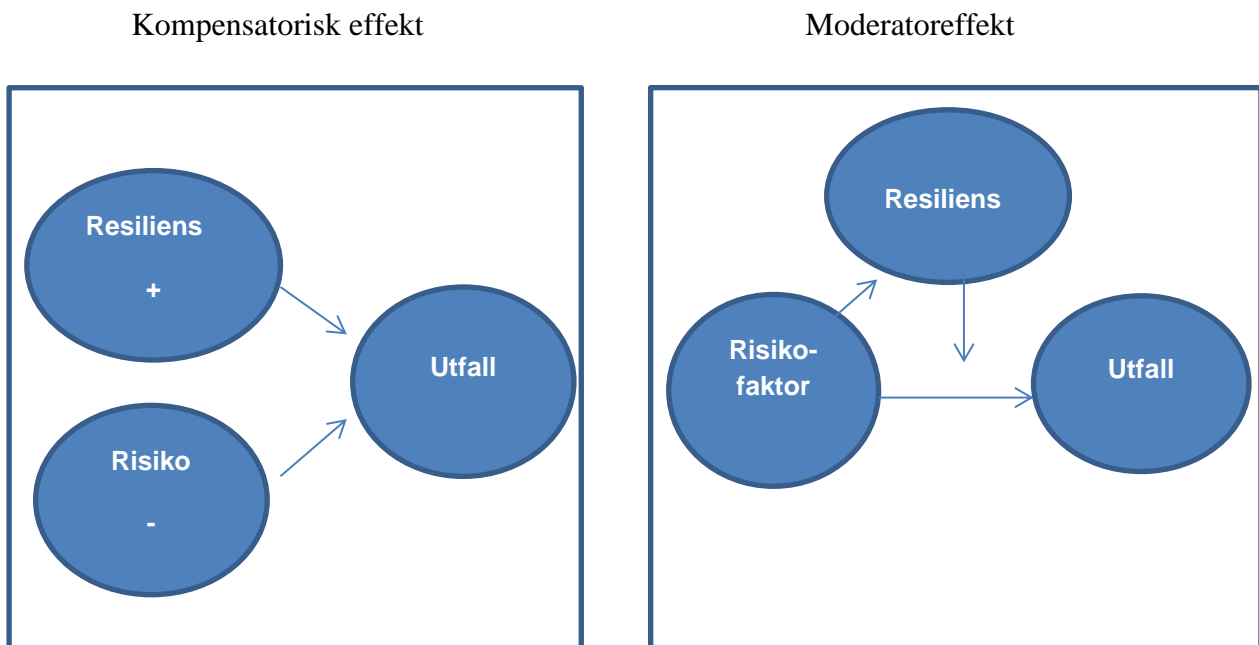 Kompensatorisk effekt
Moderatoreffekt
Resiliens
+
Risiko
-
Utfall
Resiliens
Risiko-
faktor
Utfall